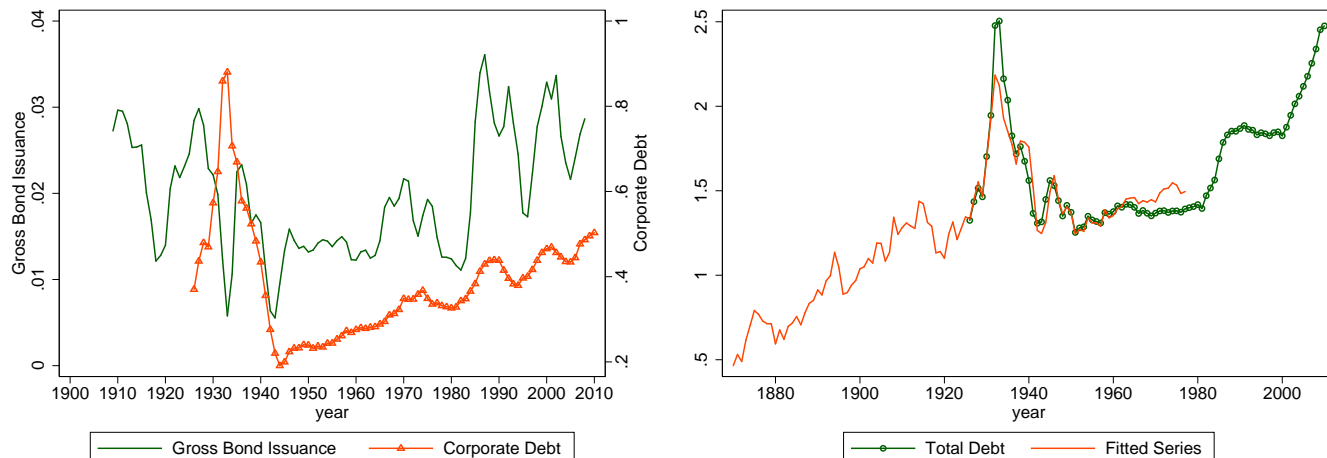 Gross Bond Issuance
0 .01 .02 .03 .04
Corporate Debt
.2 .4 .6 .8 1
1900 1910 1920 1930 1940 1950 1960 1970 1980 1990 2000 2010
year
Gross Bond Issuance Corporate Debt
.5 1 1.5 2 2.5
1880 1900 1920 1940 1960 1980 2000
year
Total Debt Fitted Series